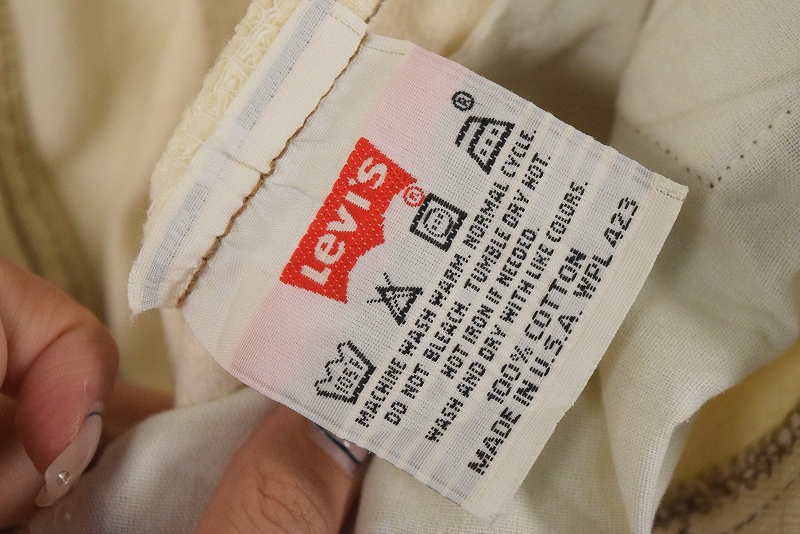 Levi's®
®
MACHINE WASH WARM. NORMAL CYCLE.
DO NOT BLEACH. TUMBLE DRY HOT.
HOT IRON IF NEEDED.
WASH AND DRY WITH LIKE COLORS.
100% COTTON
MADE IN U.S.A. WPL 423